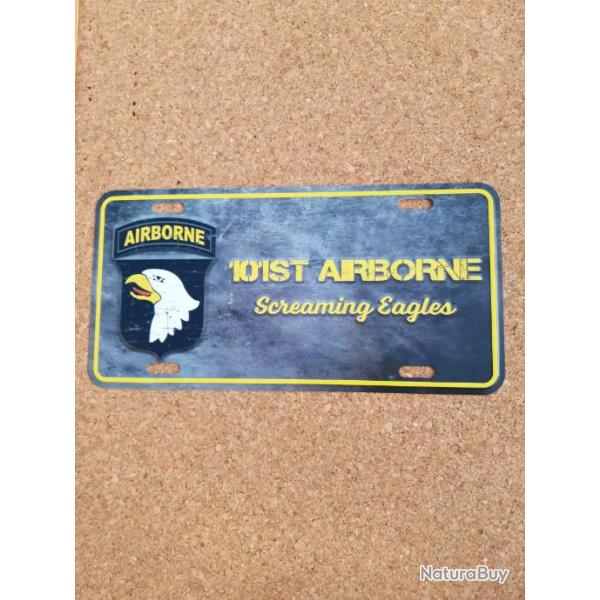 AIRBORNE
101ST AIRBORNE
Screaming Eagles
NaturaBuy